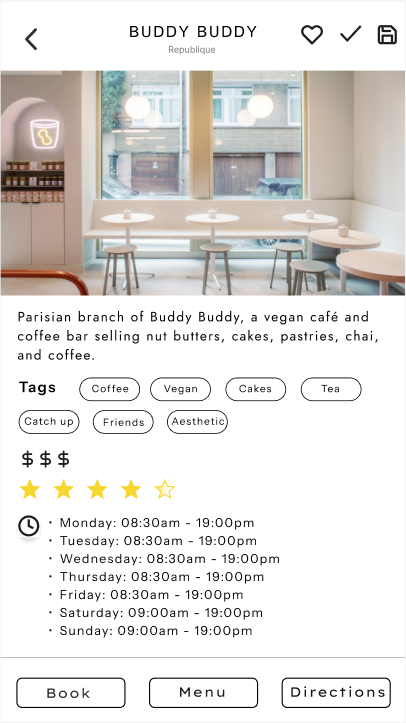 BUDDY BUDDY
Republique
Parisian branch of Buddy Buddy, a vegan café and
coffee bar selling nut butters, cakes, pastries, chai,
and coffee.
Tags Coffee Vegan Cakes Tea
Catch up Friends Aesthetic
$$$
• Monday: 08:30am - 19:00pm
• Tuesday: 08:30am - 19:00pm
• Wednesday: 08:30am - 19:00pm
• Thursday: 08:30am - 19:00pm
• Friday: 08:30am - 19:00pm
• Saturday: 09:00am - 19:00pm
• Sunday: 09:00am - 19:00pm
Book Menu Directions